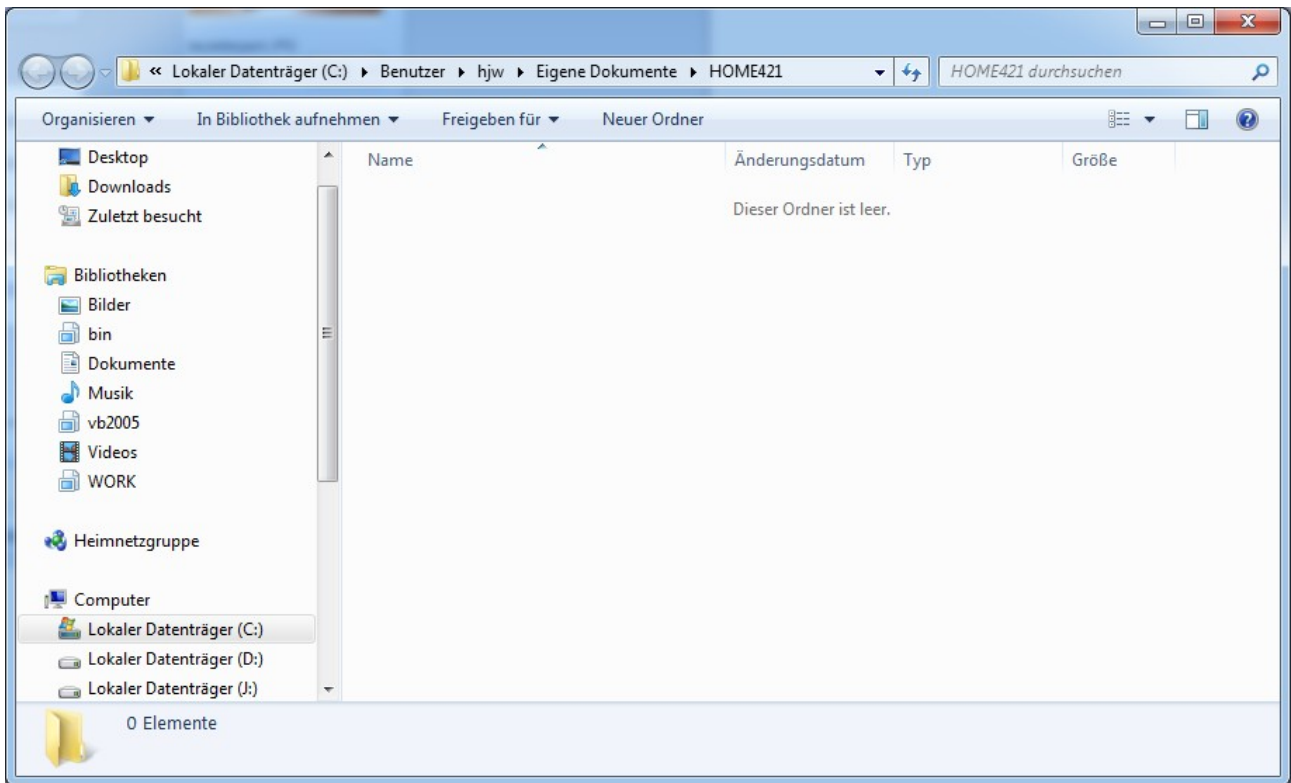 « Lokaler Datenträger (C:) ▸ Benutzer ▸ hjw ▸ Eigene Dokumente ▸ HOME421
HOME421 durchsuchen
Organisieren In Bibliothek aufnehmen Freigeben für Neuer Ordner
Name Änderungsdatum Typ Größe
Dieser Ordner ist leer.
Desktop
Downloads
Zuletzt besucht
Bibliotheken
Bilder
bin
Dokumente
Musik
vb2005
Videos
WORK
Heimnetzgruppe
Computer
Lokaler Datenträger (C:)
Lokaler Datenträger (D:)
Lokaler Datenträger (J:)
0 Elemente